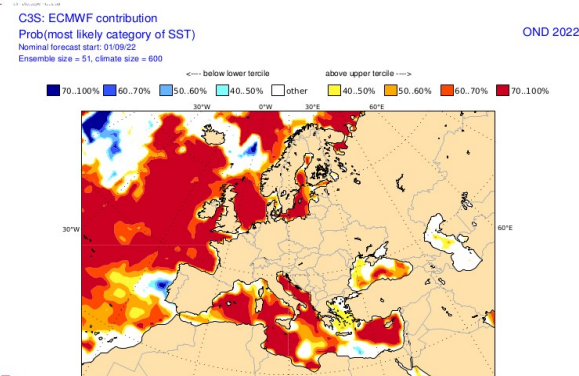 C3S: ECMWF contribution
Prob(most likely category of SST)
OND 2022
Nominal forecast start: 01/09/22
Ensemble size = 51, climate size = 600
<---- below lower tercile above upper tercile ---->
70..100% 60..70% 50..60% 40..50% other 40..50% 50..60% 60..70% 70..100%
30°W 0°W 30°E 60°E
30°W 60°E